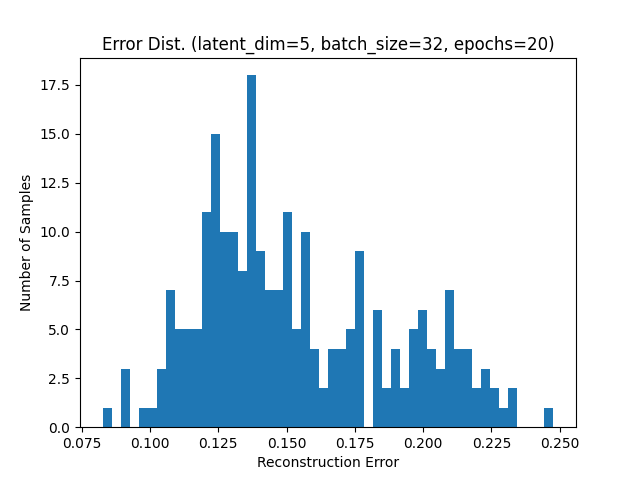 Error Dist. (latent_dim=5, batch_size=32, epochs=20)
Number of Samples
17.5
15.0
12.5
10.0
7.5
5.0
2.5
0.0
0.075 0.100 0.125 0.150 0.175 0.200 0.225 0.250
Reconstruction Error